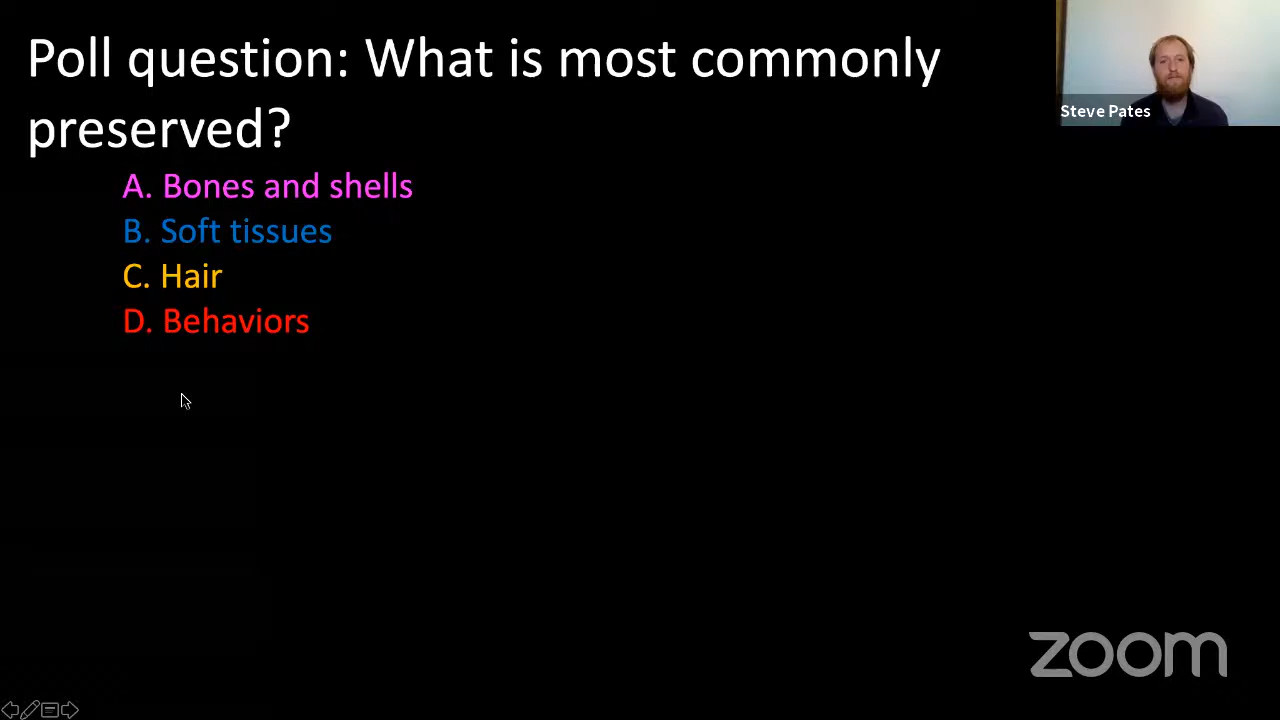 Poll question: What is most commonly
preserved?
A. Bones and shells
B. Soft tissues
C. Hair
D. Behaviors
Steve Pates
zoom